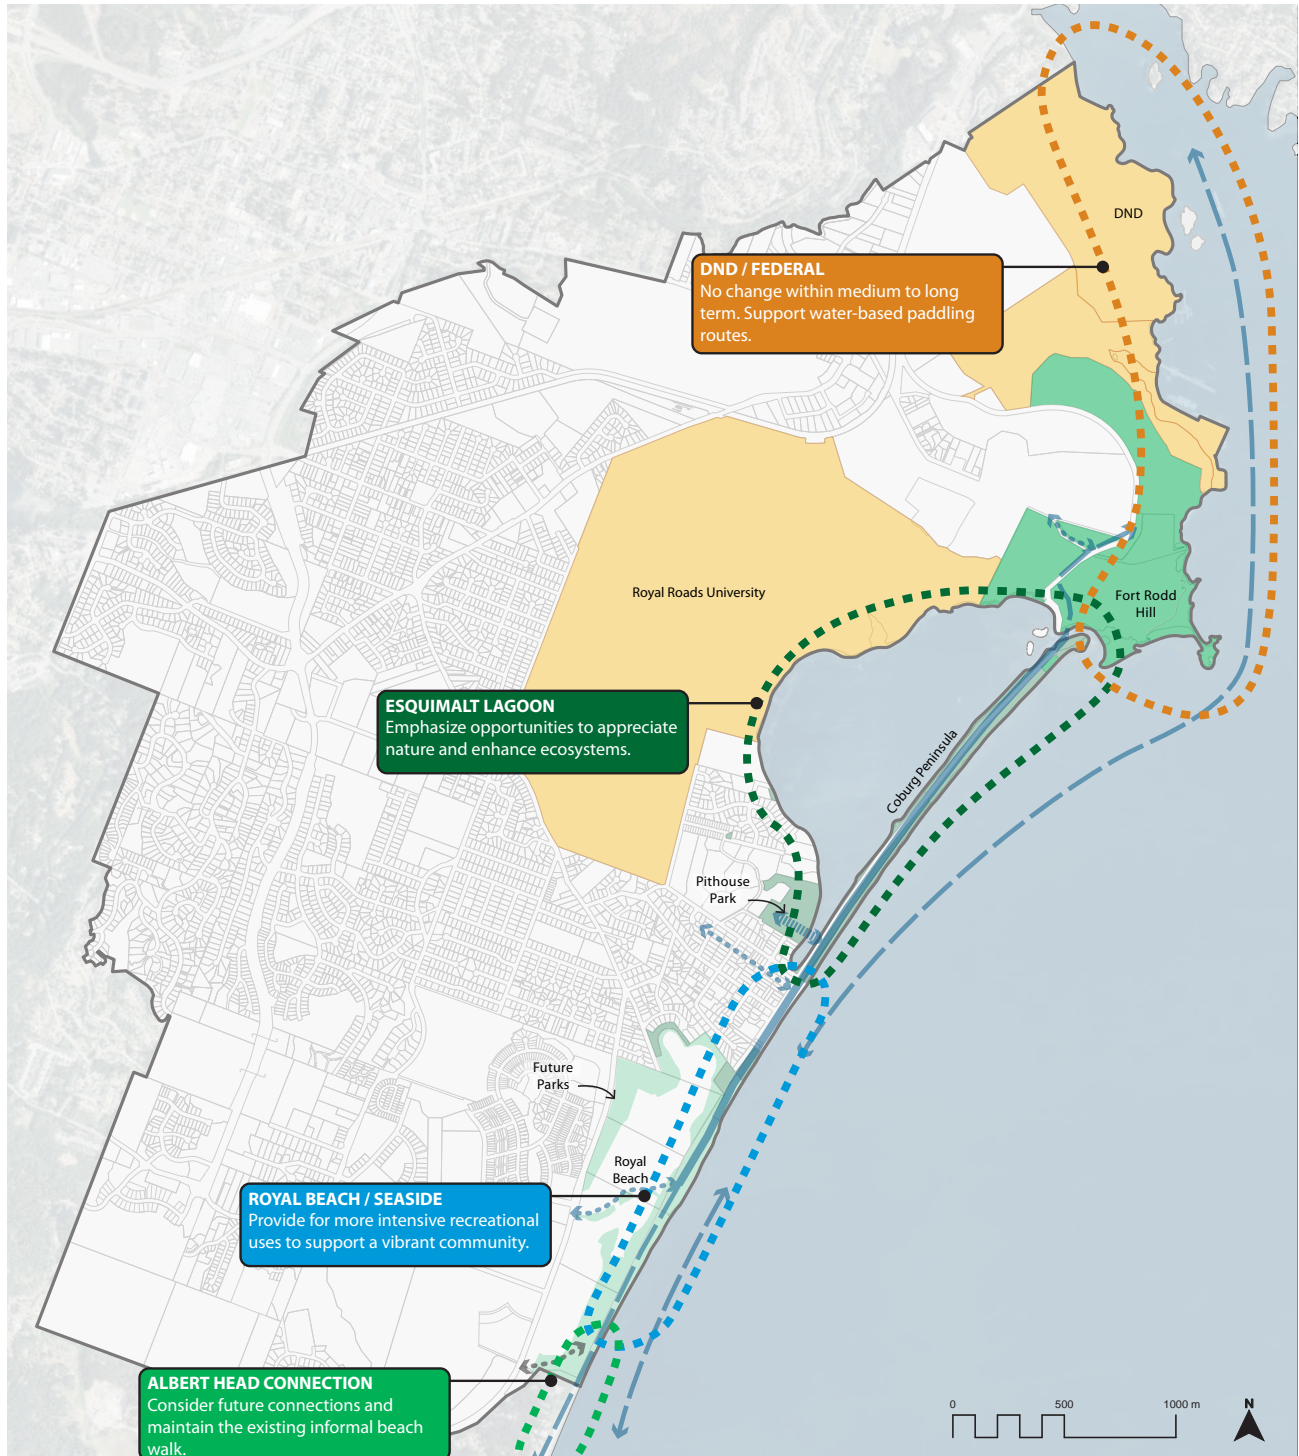 DND
DND / FEDERAL
No change within medium to long
term. Support water-based paddling
routes.
Royal Roads University
Fort Rodd
Hill
ESQUIMALT LAGOON
Emphasize opportunities to appreciate
nature and enhance ecosystems.
Coburg Peninsula
Pithouse
Park
Future
Parks
Royal
Beach
ROYAL BEACH / SEASIDE
Provide for more intensive recreational
uses to support a vibrant community.
ALBERT HEAD CONNECTION
Consider future connections and
maintain the existing informal beach
walk.
0 500 1000 m
N